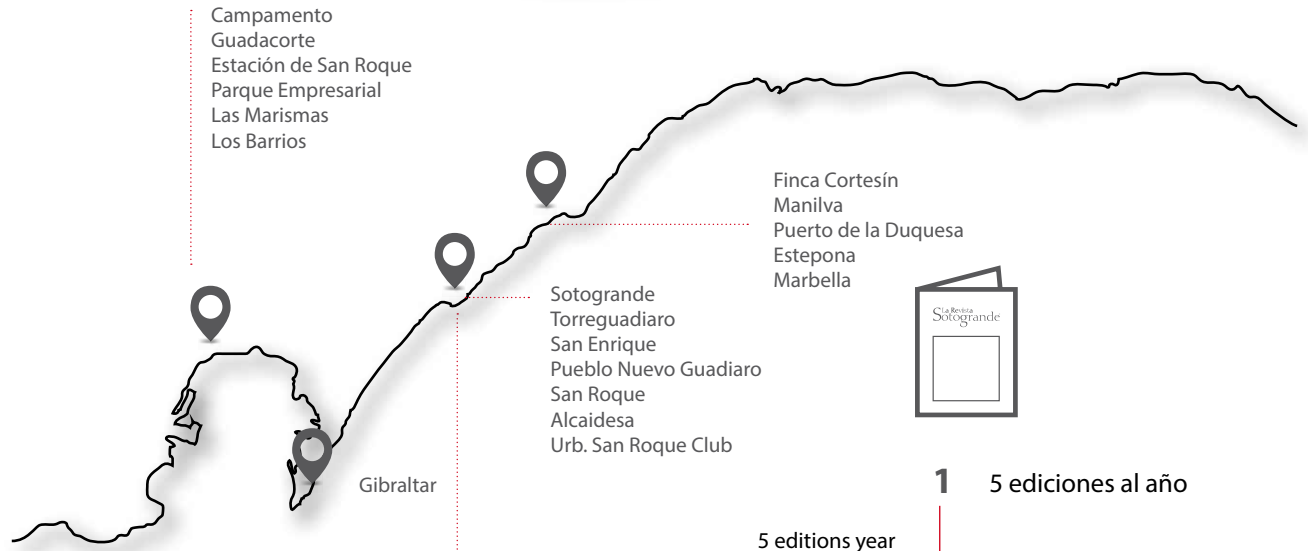 Campamento
Guadacorte
Estación de San Roque
Parque Empresarial
Las Marismas
Los Barrios
Finca Cortesín
Manilva
Puerto de la Duquesa
Estepona
Marbella
Sotogrande
Torreguadiaro
San Enrique
Pueblo Nuevo Guadiaro
San Roque
Alcaidesa
Urb. San Roque Club
Gibraltar
La Revista
Sotogrande
1 5 ediciones al año
5 editions year